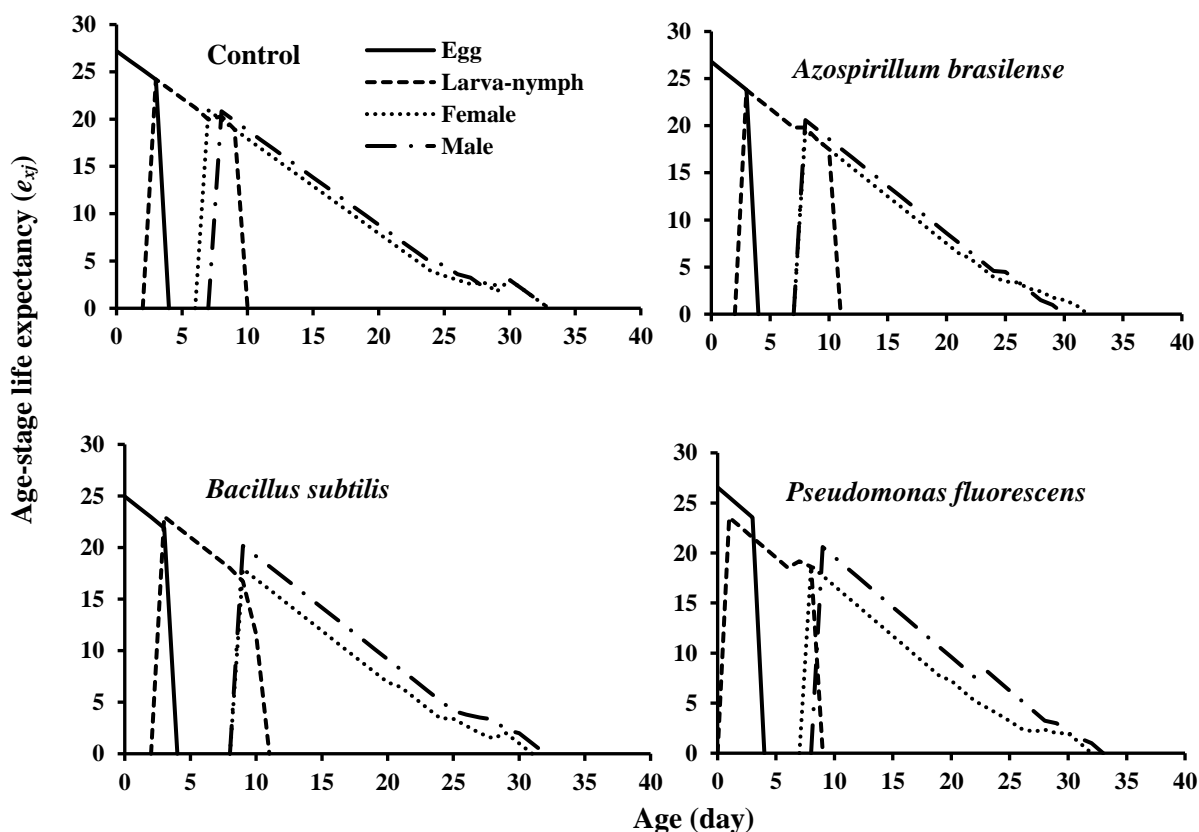 Age-stage life expectancy (exj)
Control
Egg
Larva-nymph
Female
Male
30
25
20
15
10
5
0
0 5 10 15 20 25 30 35 40
Azospirillum brasilense
30
25
20
15
10
5
0
0 5 10 15 20 25 30 35 40
Bacillus subtilis
30
25
20
15
10
5
0
0 5 10 15 20 25 30 35 40
Pseudomonas fluorescens
30
25
20
15
10
5
0
0 5 10 15 20 25 30 35 40
Age (day)